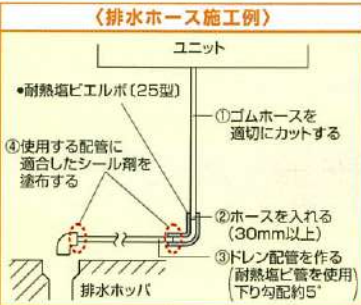 〈排水ホース施工例〉
ユニット
•耐熱塩ビエルボ(25型)
①ゴムホースを
適切にカットする
④使用する配管に
適合したシール剤を
塗布する
②ホースを入れる
(30mm以上)
③ドレン配管を作る
(耐熱塩ビ管を使用
下り勾配約5°)
排水ホッパ